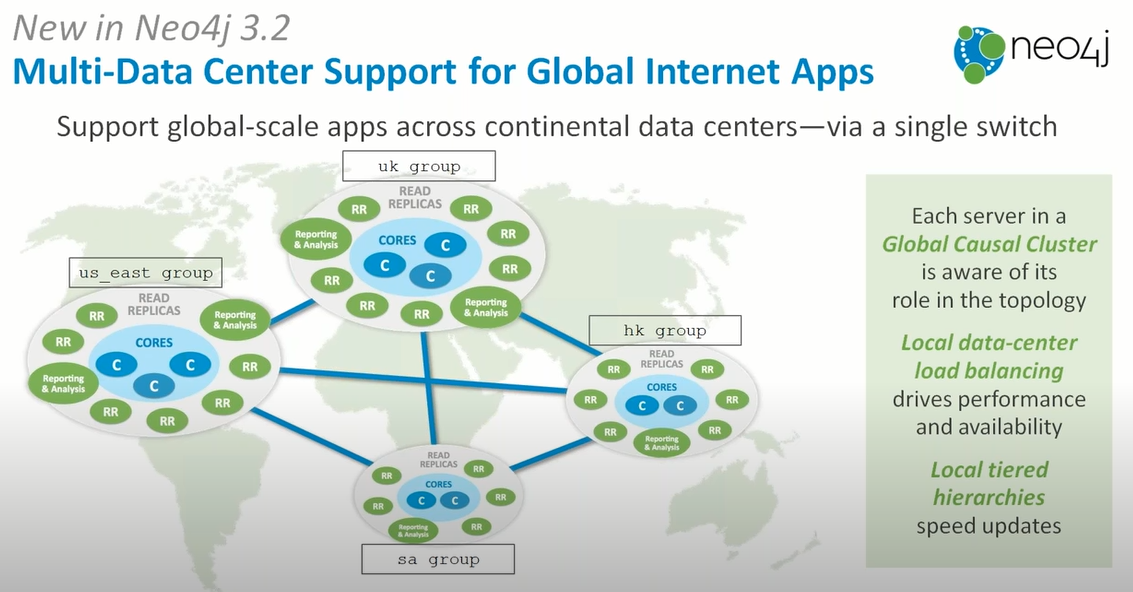 New in Neo4j 3.2
Multi-Data Center Support for Global Internet Apps
neo4j
Support global-scale apps across continental data centers—via a single switch
uk group
READ
REPLICAS
RR
RR
Reporting
& Analysis
CORES
C
C
C
RR
RR
RR
RR
RR
Reporting
& Analysis
us_east group
READ
REPLICAS
RR
Reporting
& Analysis
RR
CORES
C
C
C
RR
Reporting
& Analysis
RR
RR
RR
hk group
READ
REPLICAS
RR
RR
CORES
RR
C
C
RR
RR
Reporting
& Analysis
RR
READ
REPLICAS
RR
RR
CORES
RR
C
C
RR
Reporting
& Analysis
RR
sa group
Each server in a
Global Causal Cluster
is aware of its
role in the topology
Local data-center
load balancing
drives performance
and availability
Local tiered
hierarchies
speed updates